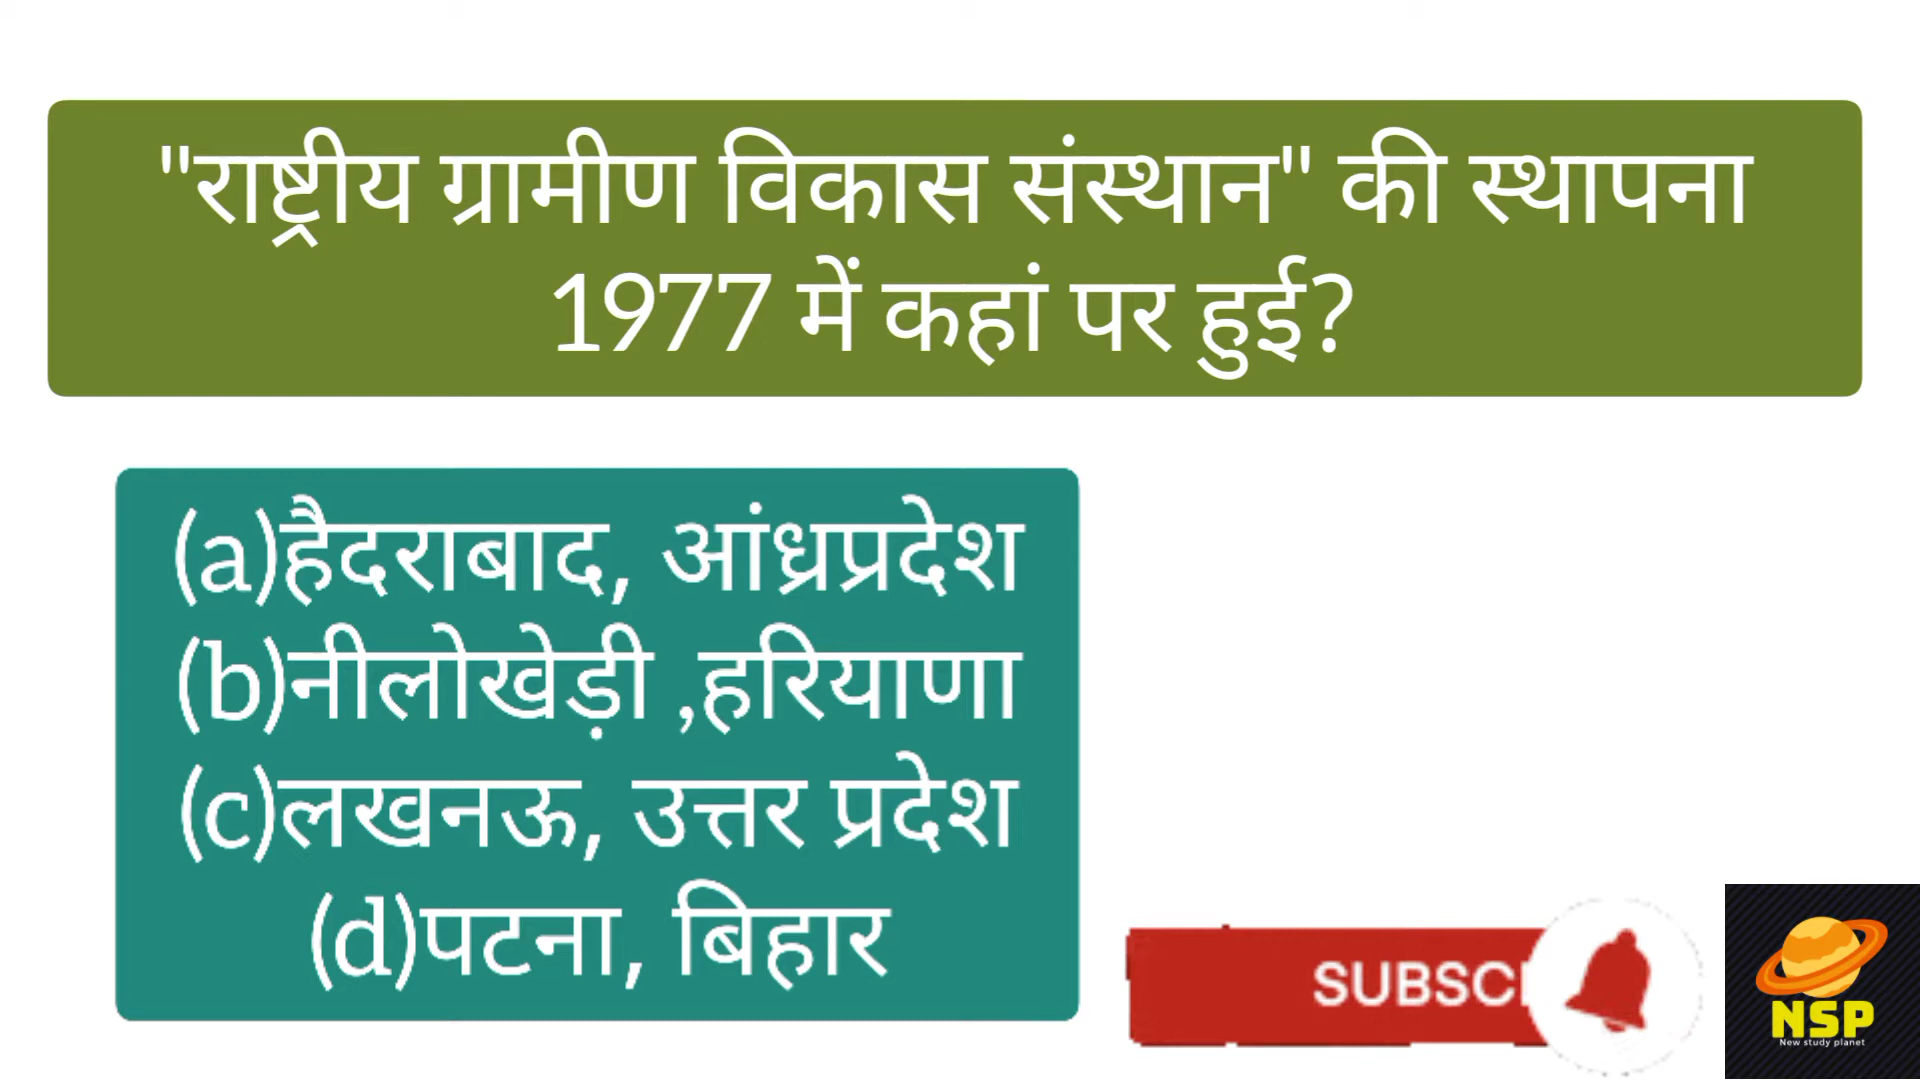 "राष्ट्रीय ग्रामीण विकास संस्थान" की स्थापना
1977 में कहां पर हुई?
(a)हैदराबाद, आंध्रप्रदेश
(b)नीलोखेड़ी ,हरियाणा
(c)लखनऊ, उत्तर प्रदेश
(d)पटना, बिहार
SUBSC
NSP
New study planet